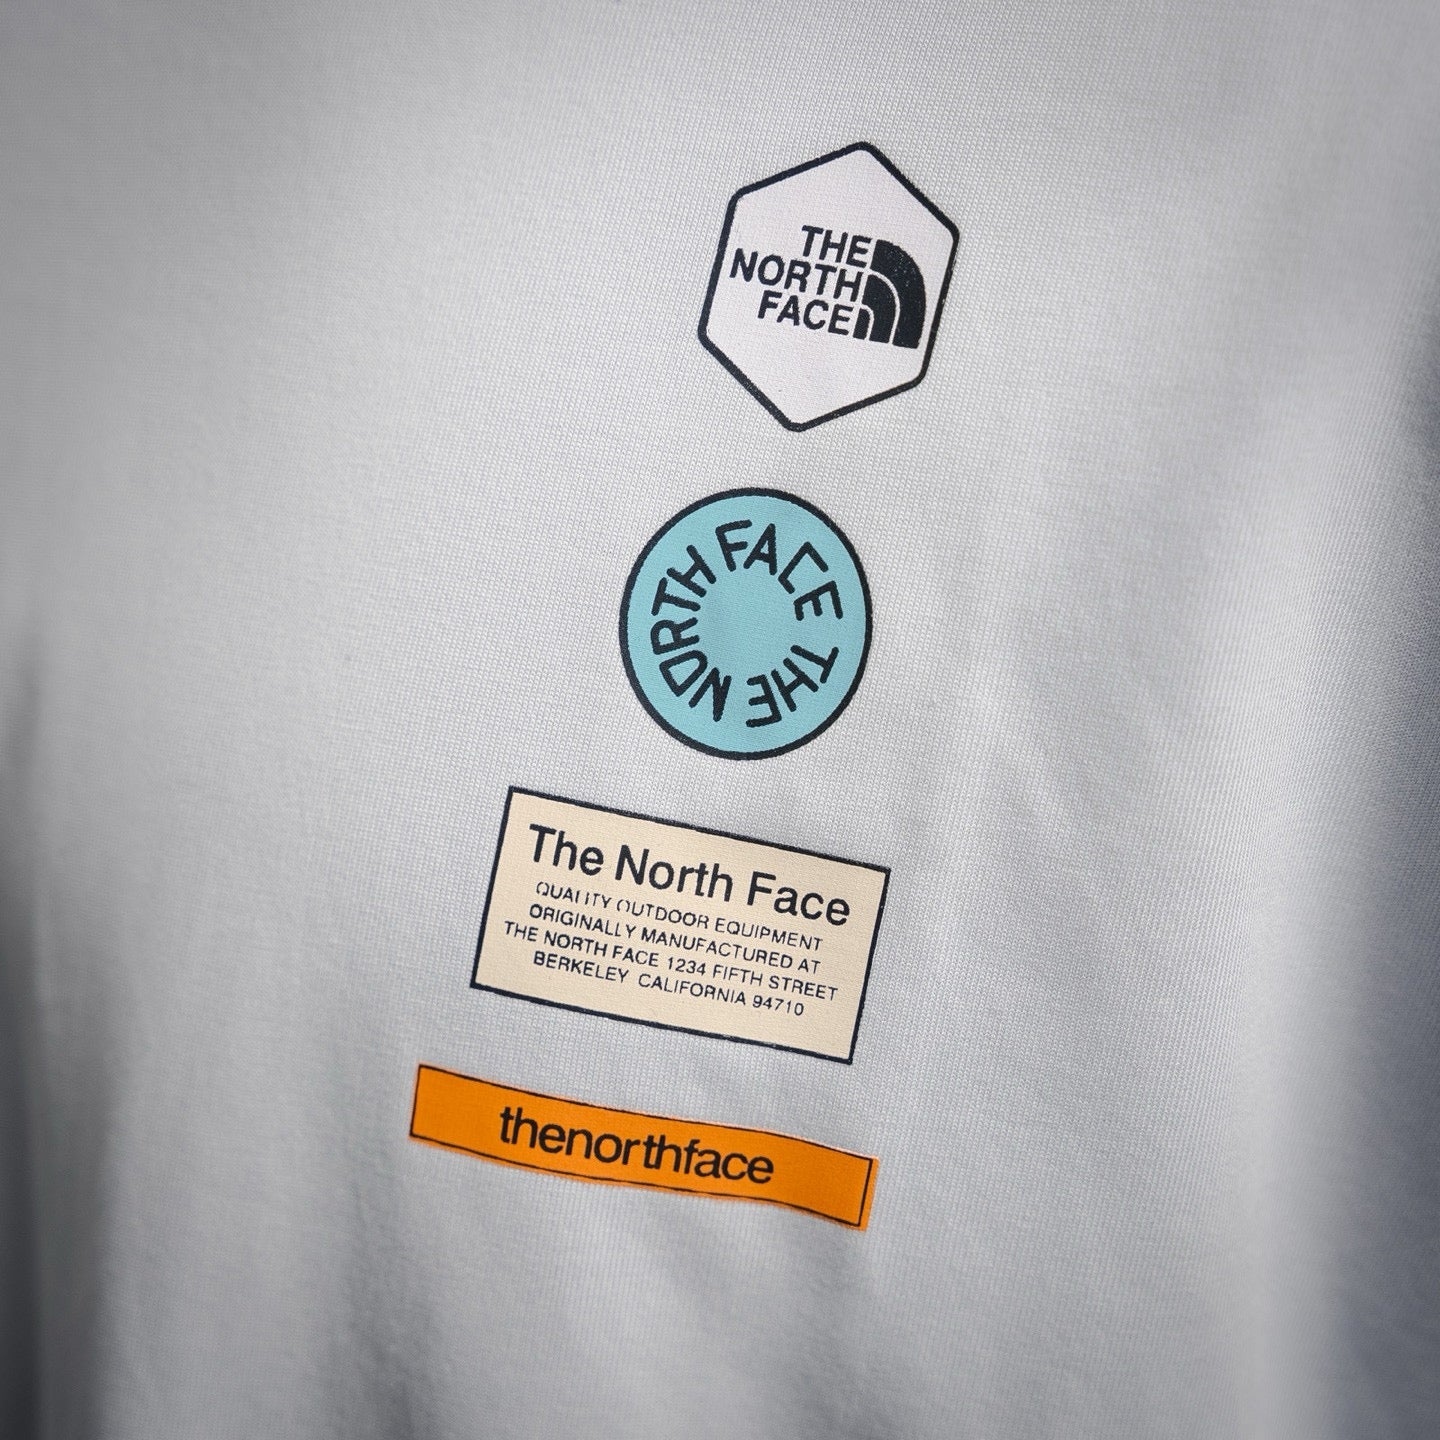 THE
NORTH
FACE
THE NORTH FACE
The North Face
QUALITY OUTDOOR EQUIPMENT
ORIGINALLY MANUFACTURED AT
THE NORTH FACE 1234 FIFTH STREET
BERKELEY CALIFORNIA 94710
thenorthface